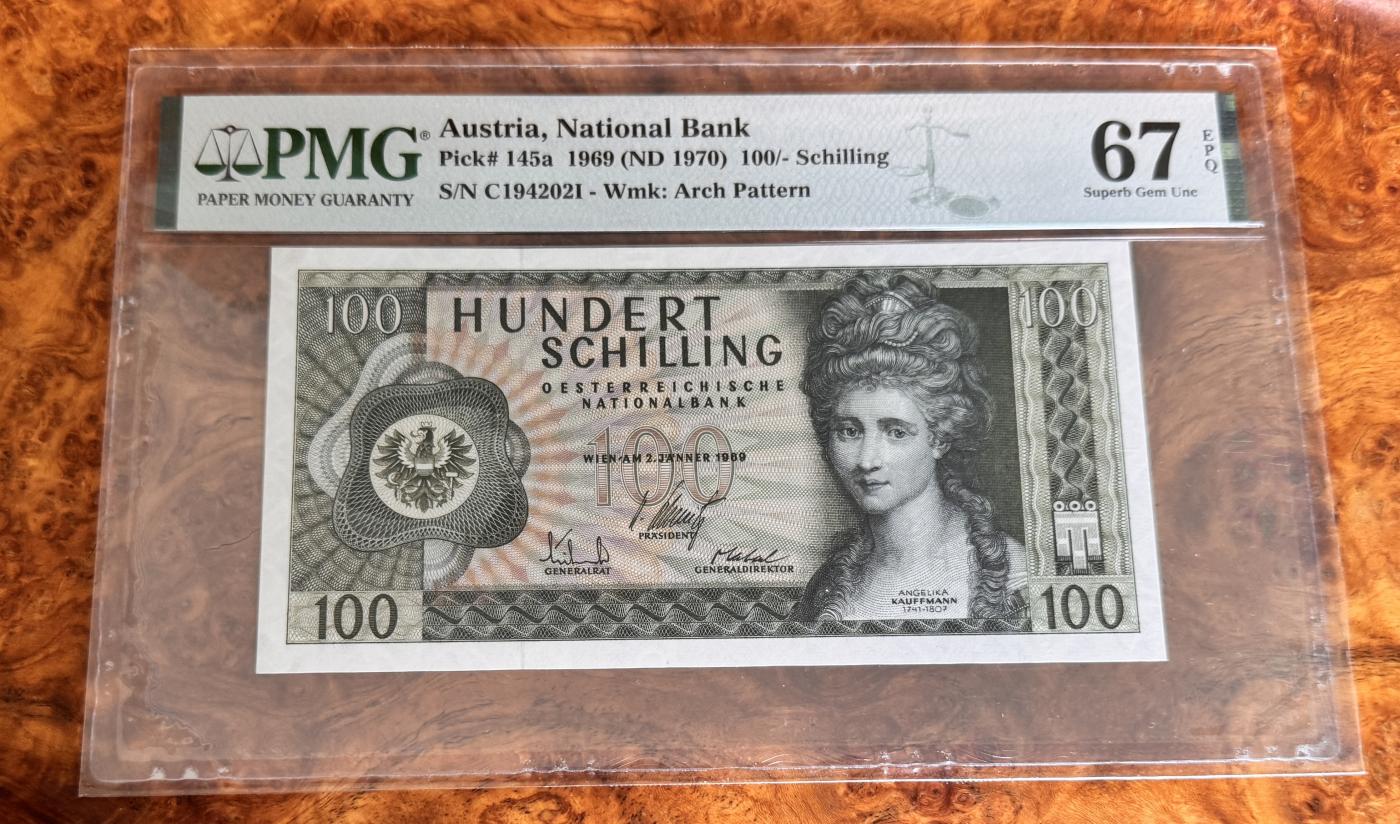 PMG®
PAPER MONEY GUARANTY
Austria, National Bank
Pick# 145a 1969 (ND 1970) 100/- Schilling
S/N C194202I - Wmk: Arch Pattern
67
EPQ
Superb Gem Unc
100
HUNDERT
SCHILLING
100
OESTERREICHISCHE
NATIONALBANK
100
WIEN·AM 2. JÄNNER 1969
PRÄSIDENT
GENERALRAT
GENERALDIREKTOR
ANGELIKA
KAUFFMANN
1741-1807
100
100